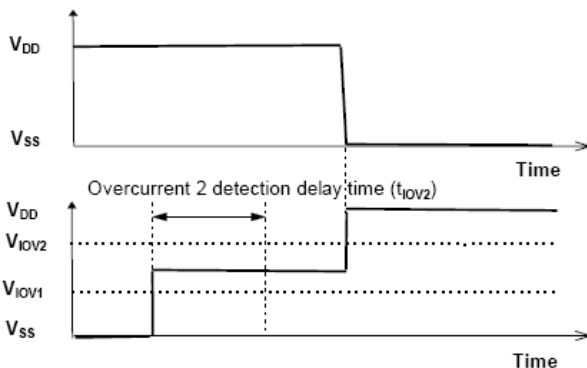 VDD
VSS
Time
Overcurrent 2 detection delay time (tIOV2)
VDD
VIOV2
VIOV1
VSS
Time